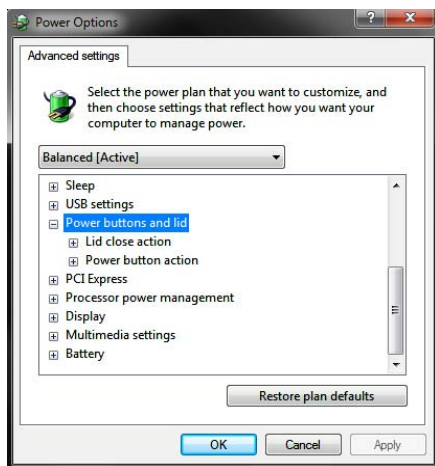 Power Options
Advanced settings
Select the power plan that you want to customize, and
then choose settings that reflect how you want your
computer to manage power.
Balanced [Active]
Sleep
USB settings
Power buttons and lid
Lid close action
Power button action
PCI Express
Processor power management
Display
Multimedia settings
Battery
Restore plan defaults
OK
Cancel
Apply